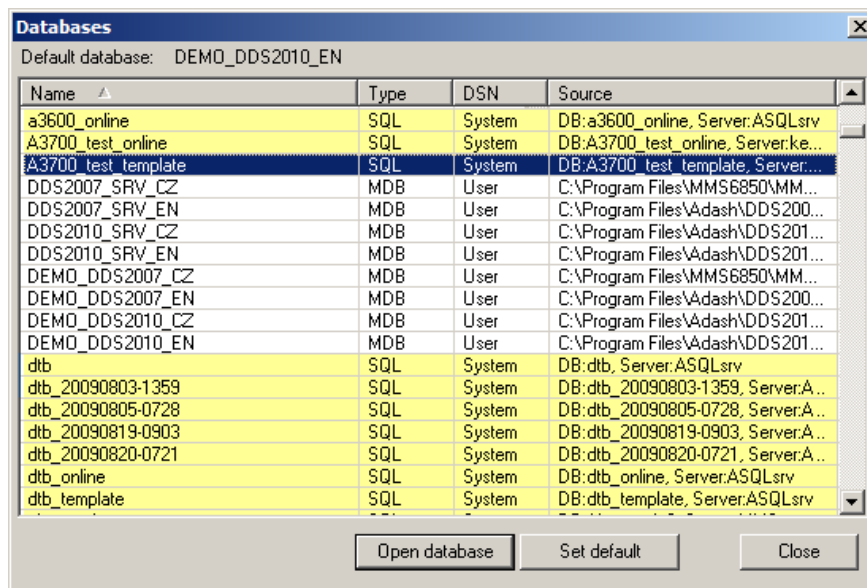 Databases
Default database: DEMO_DDS2010_EN
Name Type DSN Source
a3600_online SQL System DB:a3600_online, Server:ASQLsrv
A3700_test_online SQL System DB:A3700_test_online, Server:ke...
A3700_test_template SQL System DB:A3700_test_template, Server:...
DDS2007_SRV_CZ MDB User C:\Program Files\MMS6850\MM...
DDS2007_SRV_EN MDB User C:\Program Files\Adash\DDS200...
DDS2010_SRV_CZ MDB User C:\Program Files\Adash\DDS201...
DDS2010_SRV_EN MDB User C:\Program Files\Adash\DDS201...
DEMO_DDS2007_CZ MDB User C:\Program Files\MMS6850\MM...
DEMO_DDS2007_EN MDB User C:\Program Files\Adash\DDS200...
DEMO_DDS2010_CZ MDB User C:\Program Files\Adash\DDS201...
DEMO_DDS2010_EN MDB User C:\Program Files\Adash\DDS201...
dtb SQL System DB:dtb, Server:ASQLsrv
dtb_20090803-1359 SQL System DB:dtb_20090803-1359, Server:A...
dtb_20090805-0728 SQL System DB:dtb_20090805-0728, Server:A...
dtb_20090819-0903 SQL System DB:dtb_20090819-0903, Server:A...
dtb_20090820-0721 SQL System DB:dtb_20090820-0721, Server:A...
dtb_online SQL System DB:dtb_online, Server:ASQLsrv
dtb_template SQL System DB:dtb_template, Server:ASQLsrv
Open database Set default Close